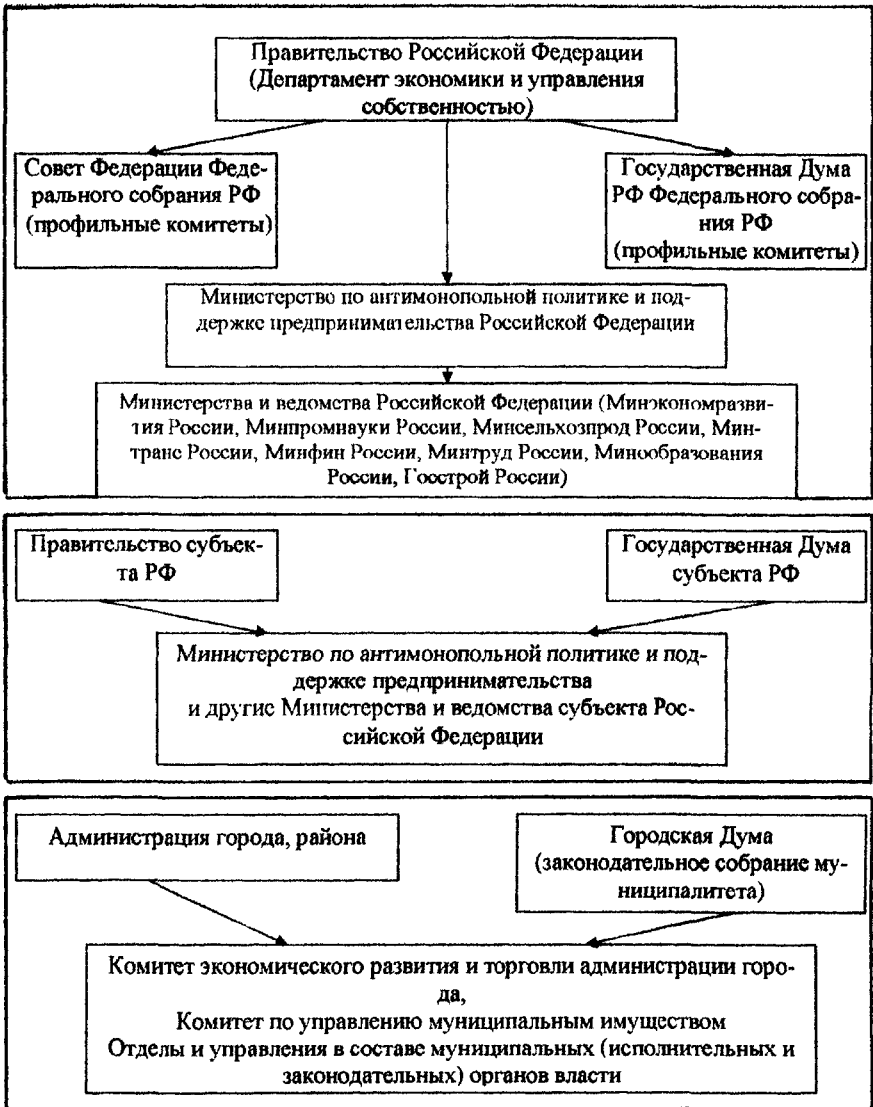 Правительство Российской Федерации
(Департамент экономики и управления
собственностью)
Совет Федерации Феде-
рального собрания РФ
(профильные комитеты)
Государственная Дума
РФ Федерального собра-
ния РФ
(профильные комитеты)
Министерство по антимонопольной политике и под-
держке предпринимательства Российской Федерации
Министерства и ведомства Российской Федерации (Минэкономразви-
тия России, Минпромнауки России, Минсельхозпрод России, Мин-
транс России, Минфин России, Минтруд России, Минообразования
России, Госстрой России)
Правительство субъек-
та РФ
Государственная Дума
субъекта РФ
Министерство по антимонопольной политике и под-
держке предпринимательства
и другие Министерства и ведомства субъекта Рос-
сийской Федерации
Администрация города, района
Городская Дума
(законодательное собрание му-
ниципалитета)
Комитет экономического развития и торговли администрации горо-
да,
Комитет по управлению муниципальным имуществом
Отделы и управления в составе муниципальных (исполнительных и
законодательных) органов власти